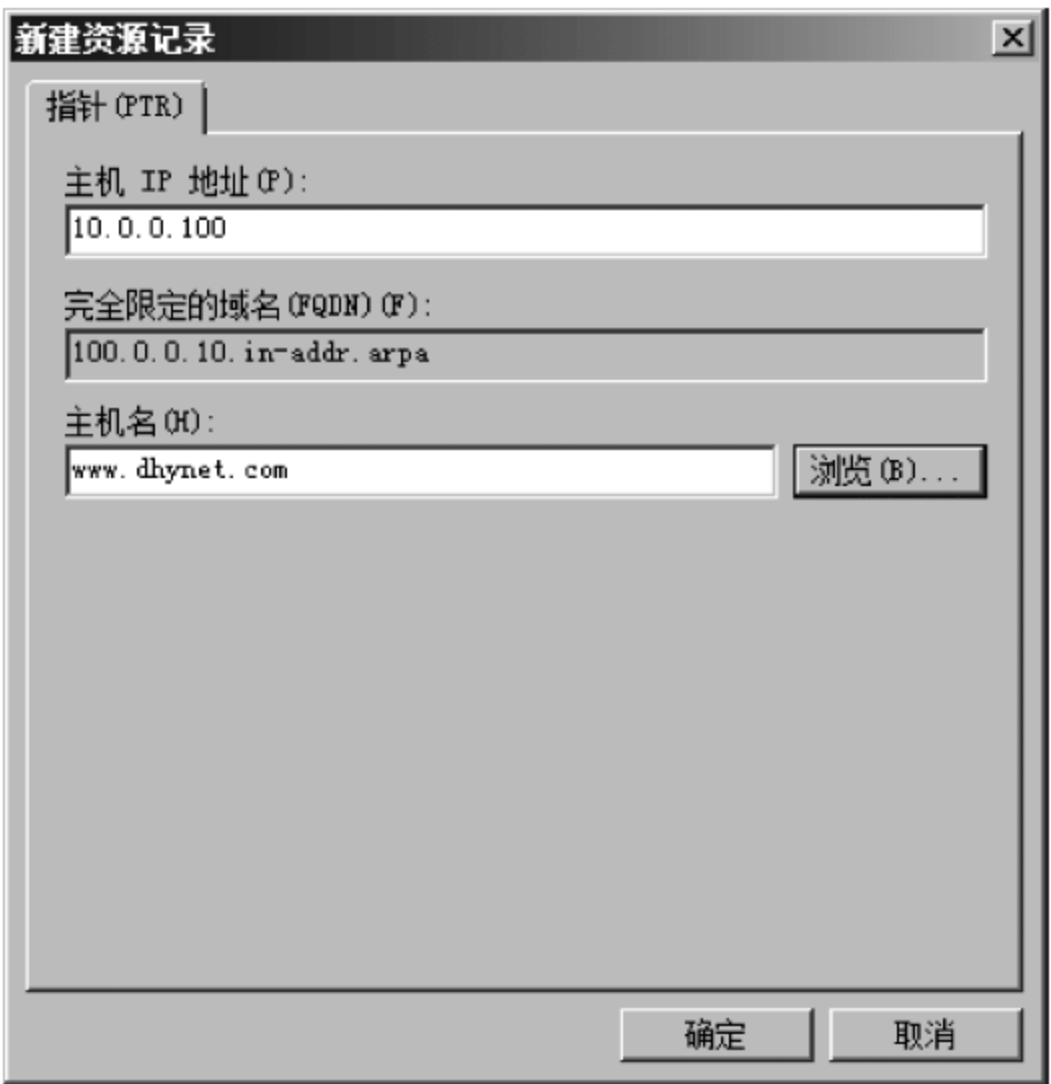 新建资源记录
指针(PTR)
主机 IP 地址(P):
10.0.0.100
完全限定的域名(FQDN)(F):
100.0.0.10.in-addr.arpa
主机名(H):
www.dhynet.com
浏览(B)...
确定
取消